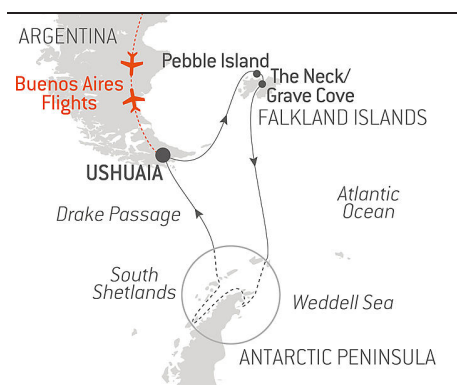 ARGENTINA
Pebble Island
Buenos Aires
Flights
The Neck/
Grave Cove
FALKLAND ISLANDS
USHUAIA
Drake Passage
Atlantic
Ocean
South
Shetlands
Weddell Sea
ANTARCTIC PENINSULA